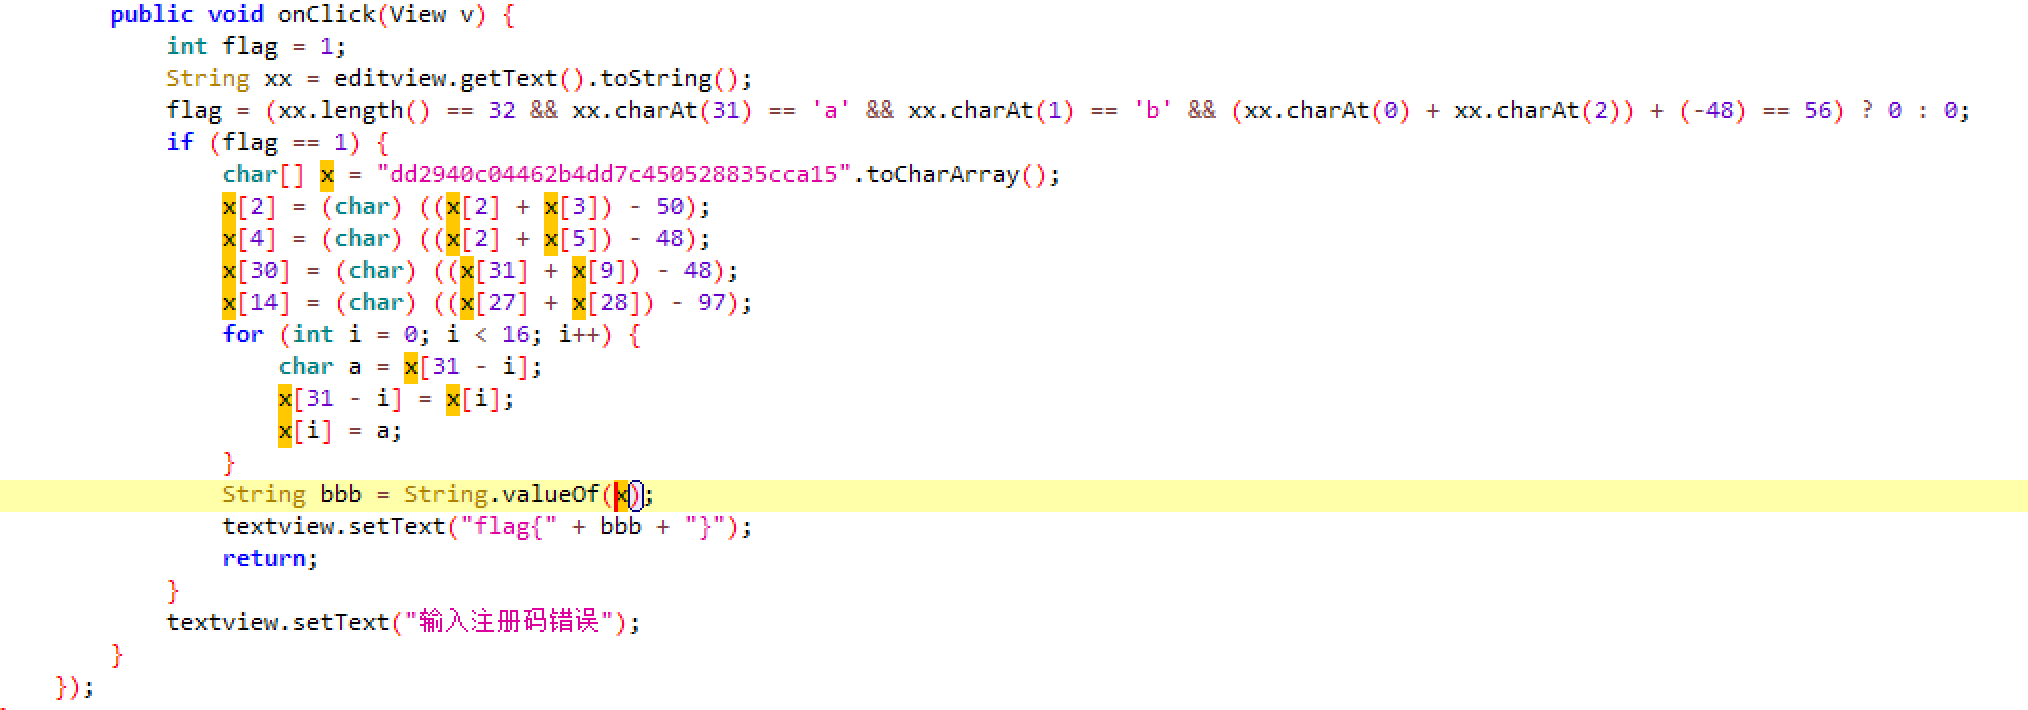 public void onClick(View v) {
int flag = 1;
String xx = editview.getText().toString();
flag = (xx.length() == 32 && xx.charAt(31) == 'a' && xx.charAt(1) == 'b' && (xx.charAt(0) + xx.charAt(2)) + (-48) == 56) ? 0 : 0;
if (flag == 1) {
char[] x = "dd2940c04462b4dd7c450528835cca15".toCharArray();
x[2] = (char) ((x[2] + x[3]) - 50);
x[4] = (char) ((x[2] + x[5]) - 48);
x[30] = (char) ((x[31] + x[9]) - 48);
x[14] = (char) ((x[27] + x[28]) - 97);
for (int i = 0; i < 16; i++) {
char a = x[31 - i];
x[31 - i] = x[i];
x[i] = a;
}
String bbb = String.valueOf(x);
textview.setText("flag{" + bbb + "}");
return;
}
textview.setText("输入注册码错误");
}
});